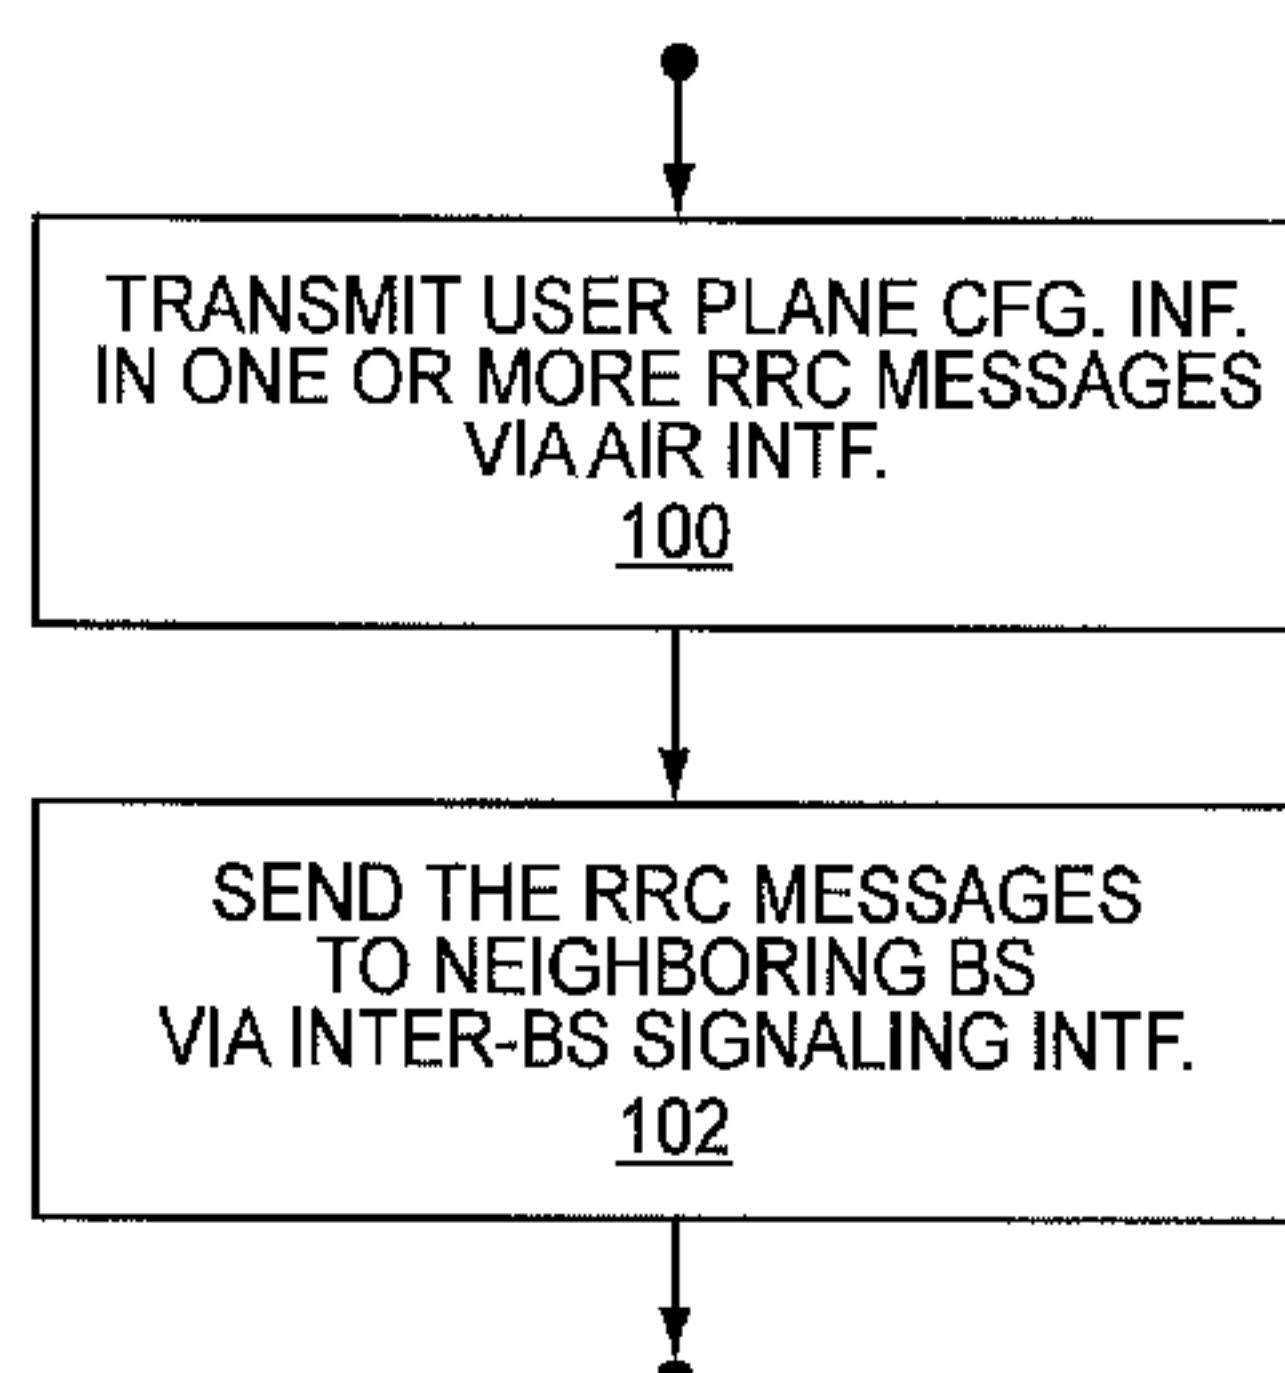 TRANSMIT USER PLANE CFG. INF.
IN ONE OR MORE RRC MESSAGES
VIA AIR INTF.
100
SEND THE RRC MESSAGES
TO NEIGHBORING BS
VIA INTER-BS SIGNALING INTF.
102